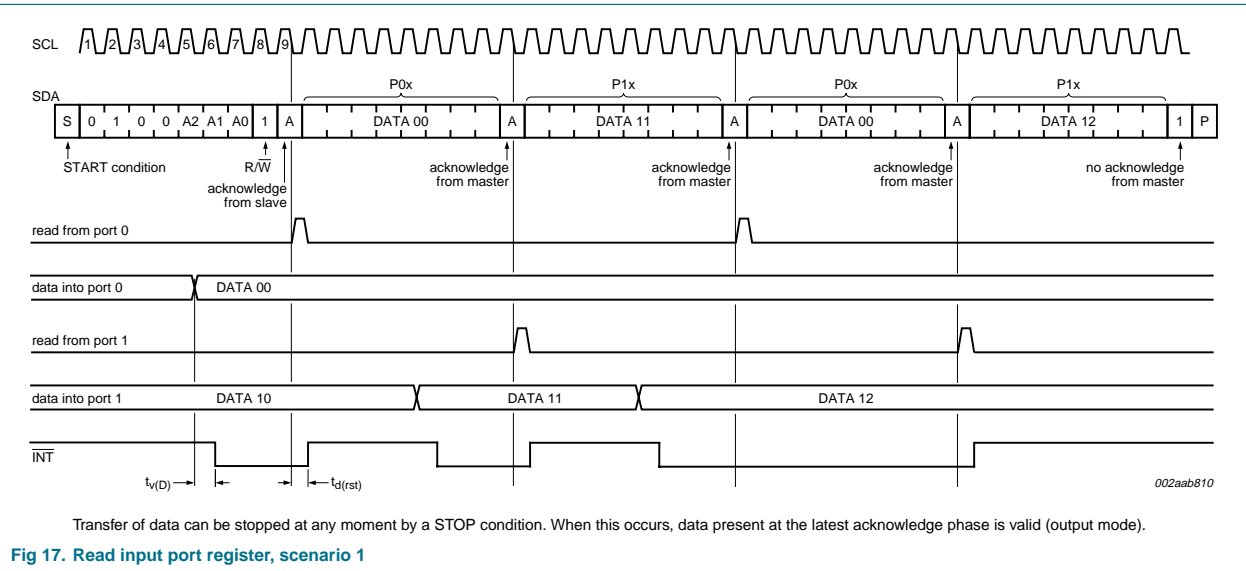 SCL 1 2 3 4 5 6 7 8 9
P0x P1x P0x P1x
SDA
S 0 1 0 0 A2 A1 A0 1 A DATA 00 A DATA 11 A DATA 00 A DATA 12 1 P
START condition R/W
acknowledge
from slave
acknowledge
from master
acknowledge
from master
acknowledge
from master
no acknowledge
from master
read from port 0
data into port 0 DATA 00
read from port 1
data into port 1 DATA 10 DATA 11 DATA 12
INT
tv(D) td(rst)
002aab810
Transfer of data can be stopped at any moment by a STOP condition. When this occurs, data present at the latest acknowledge phase is valid (output mode).
Fig 17. Read input port register, scenario 1